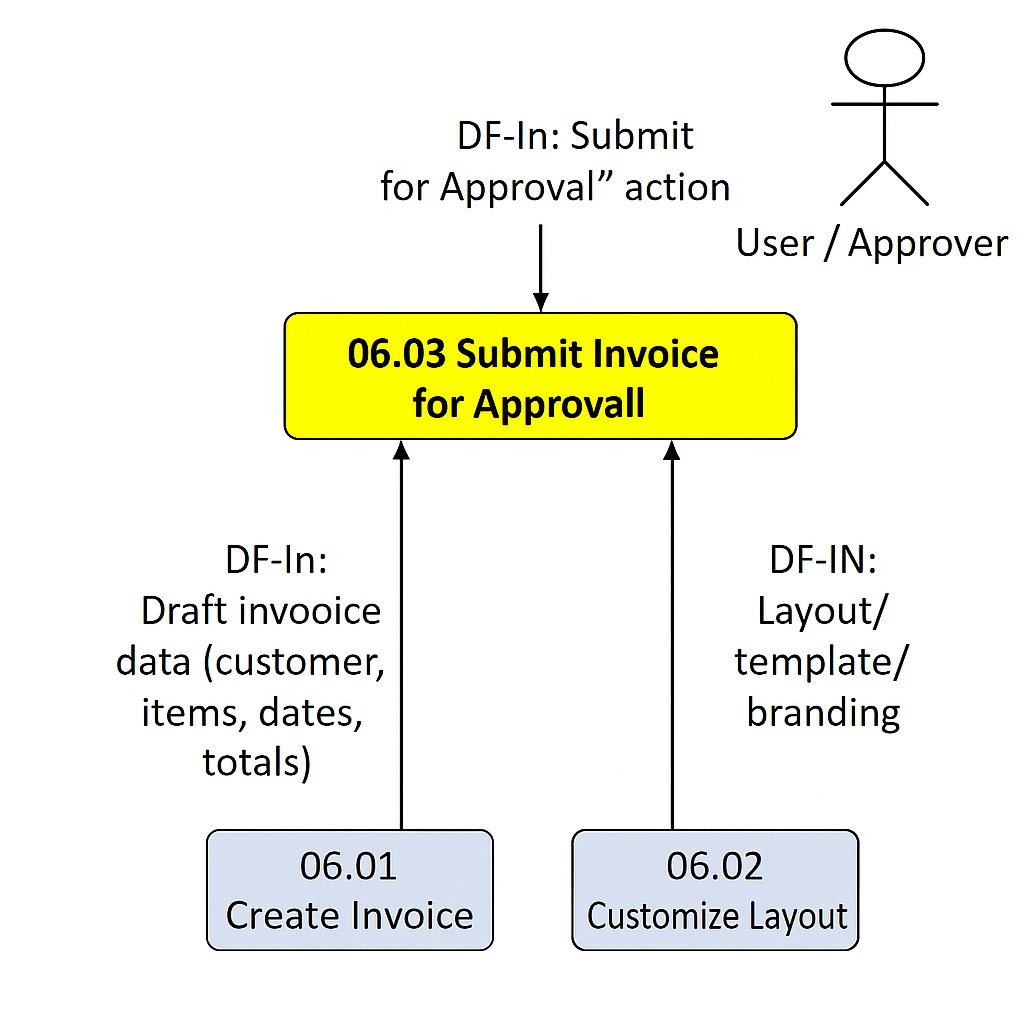 DF-In: Submit
for Approval” action
User / Approver
06.03 Submit Invoice
for Approvall
DF-In:
Draft invooice
data (customer,
items, dates,
totals)
DF-IN:
Layout/
template/
branding
06.01
Create Invoice
06.02
Customize Layout